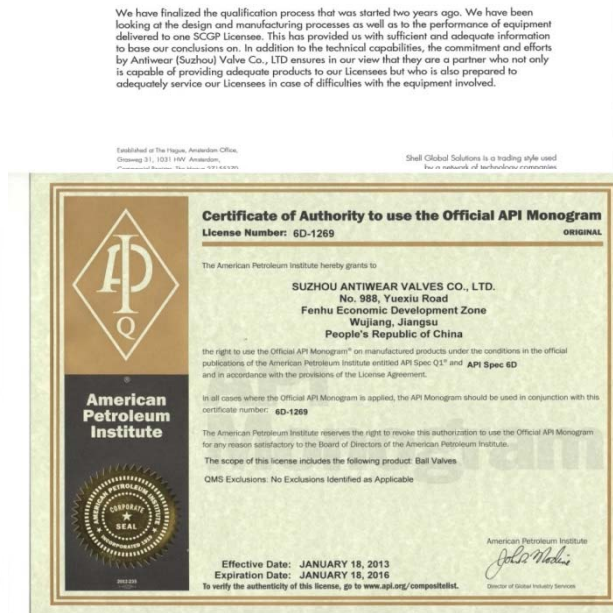 We have finalized the qualification process that was started two years ago. We have been
looking at the design and manufacturing processes as well as to the performance of equipment
delivered to one SCGP Licensee. This has provided us with sufficient and adequate information
to base our conclusions on. In addition to the technical capabilities, the commitment and efforts
by Antiwear (Suzhou) Valve Co., LTD ensures in our view that they are a partner who not only
is capable of providing adequate products to our Licensees but who is also prepared to
adequately service our Licensees in case of difficulties with the equipment involved.
Established at The Hague, Amsterdam Office,
Grasweg 31, 1031 HW Amsterdam,
Shell Global Solutions is a trading style used
by a network of technology companies
Certificate of Authority to use the Official API Monogram
License Number: 6D-1269
ORIGINAL
The American Petroleum Institute hereby grants to
SUZHOU ANTIWEAR VALVES CO., LTD.
No. 988, Yuexiu Road
Fenhu Economic Development Zone
Wujiang, Jiangsu
People's Republic of China
the right to use the Official API Monogram® on manufactured products under the conditions in the official
publications of the American Petroleum Institute entitled API Spec Q1® and API Spec 6D
and in accordance with the provisions of the License Agreement.
In all cases where the Official API Monogram is applied, the API Monogram should be used in conjunction with this
certificate number: 6D-1269
The American Petroleum Institute reserves the right to revoke this authorization to use the Official API Monogram
for any reason satisfactory to the Board of Directors of the American Petroleum Institute.
The scope of this license includes the following product: Ball Valves
QMS Exclusions: No Exclusions Identified as Applicable
American Petroleum Institute
Effective Date: JANUARY 18, 2013
Expiration Date: JANUARY 18, 2016
To verify the authenticity of this license, go to www.api.org/compositelist.
Director of Global Industry Services
API
Q
®
American
Petroleum
Institute
AMERICAN PETROLEUM INSTITUTE
CORPORATE
SEAL
INCORPORATED